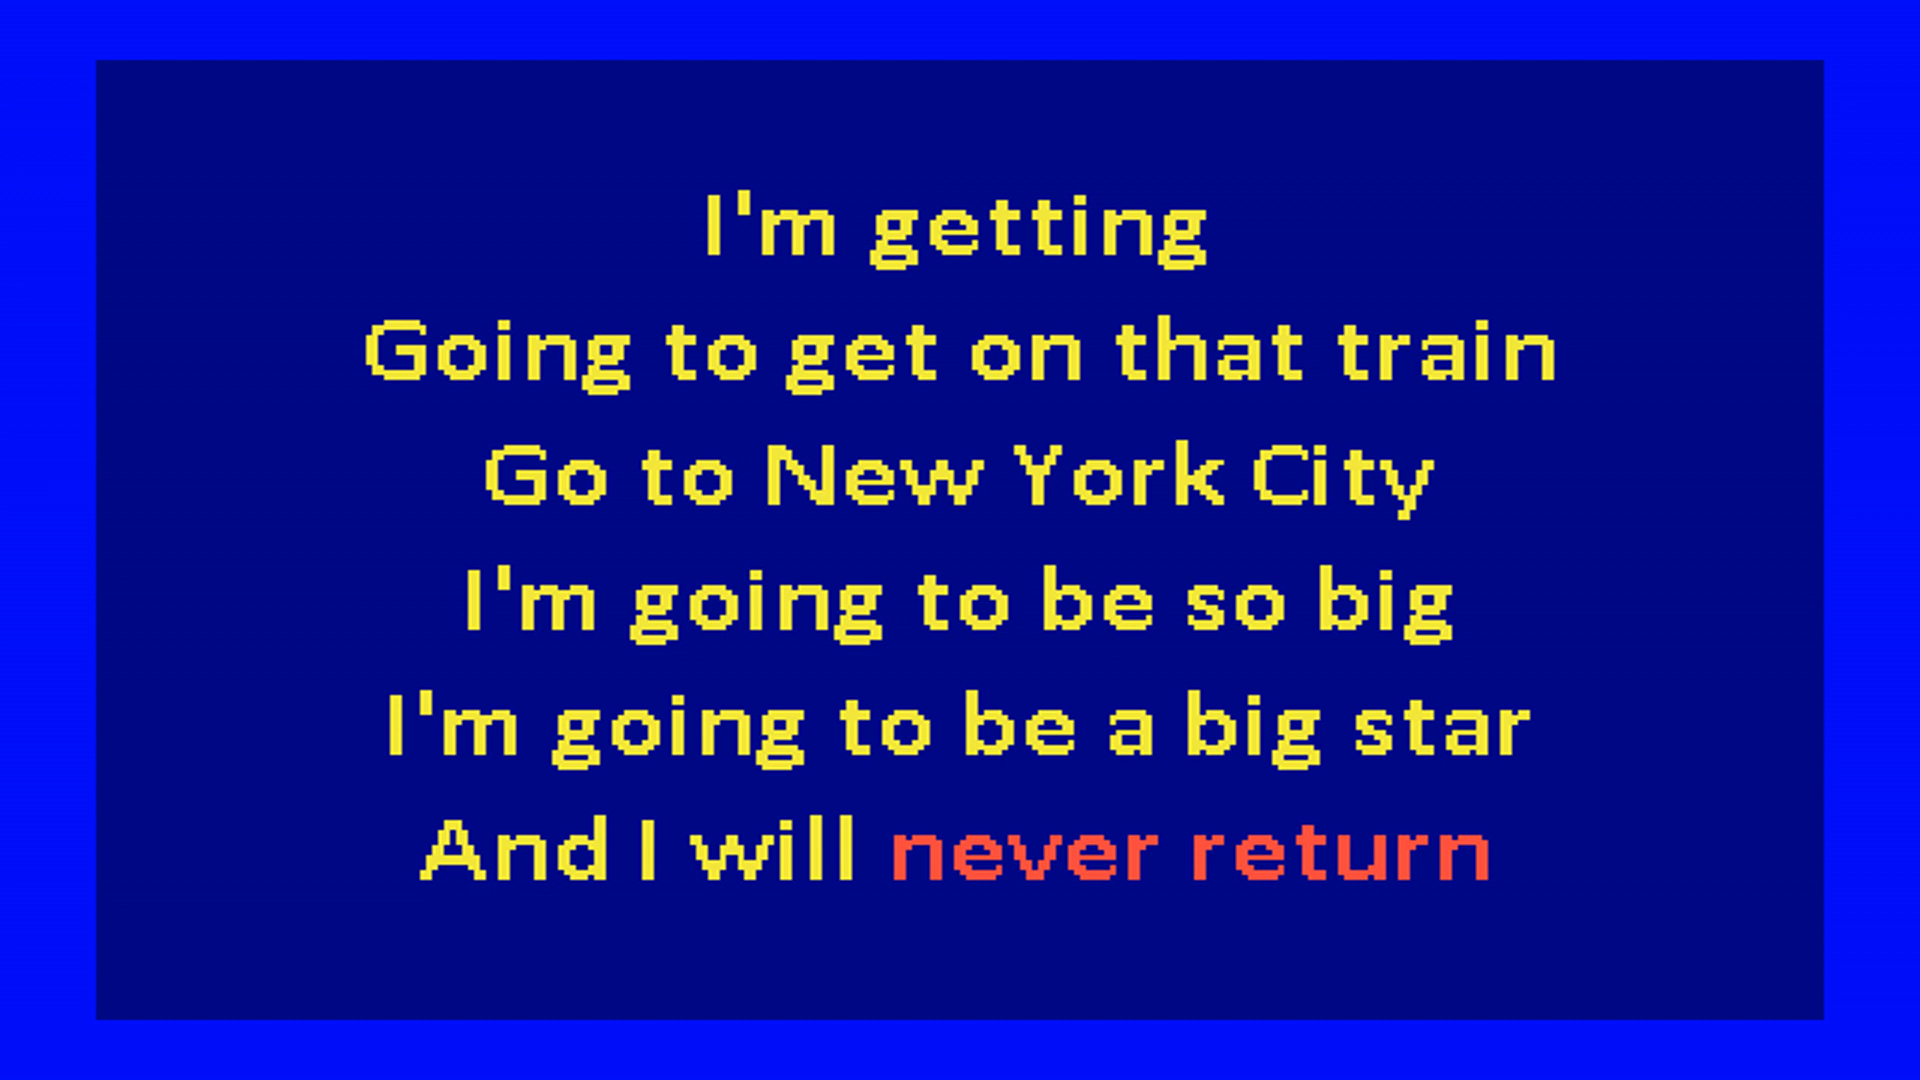 I'm getting
Going to get on that train
Go to New York City
I'm going to be so big
I'm going to be a big star
And I will never return